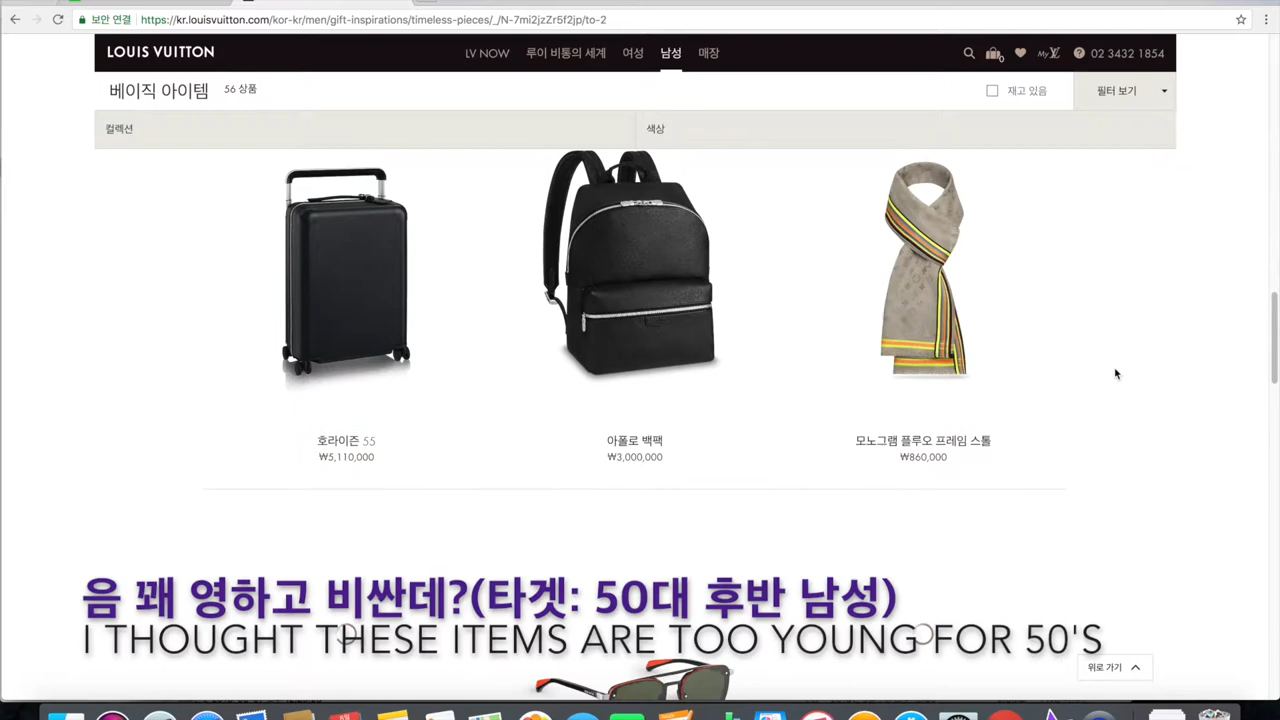 보안 연결
https://kr.louisvuitton.com/kor-kr/men/gift-inspirations/timeless-pieces/_/N-7mi2jzZr5f2jp/to-2
LOUIS VUITTON
LV NOW 루이 비통의 세계 여성 남성 매장 0 My LV ? 02 3432 1854
베이직 아이템 56 상품 재고 있음 필터 보기
컬렉션 색상
호라이즌 55 아폴로 백팩 모노그램 플루오 프레임 스톨
₩5,110,000 ₩3,000,000 ₩860,000
음 꽤 영하고 비싼데?(타겟: 50대 후반 남성)
I THOUGHT THESE ITEMS ARE TOO YOUNG FOR 50'S
위로 가기